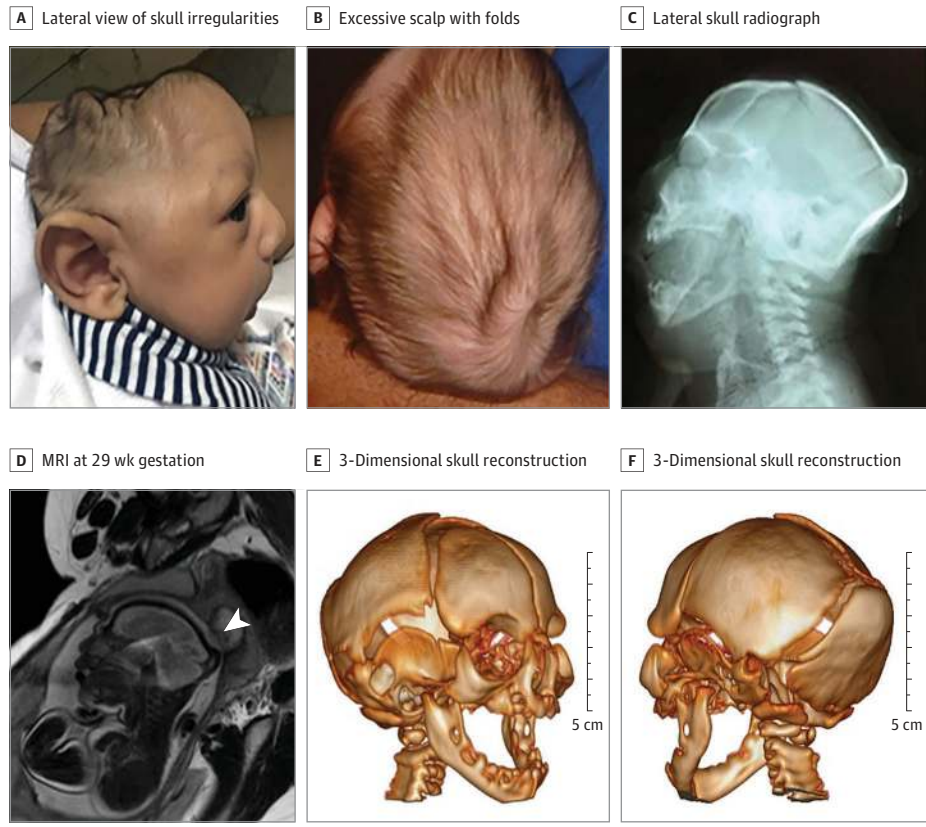 A Lateral view of skull irregularities
B Excessive scalp with folds
C Lateral skull radiograph
D MRI at 29 wk gestation
E 3-Dimensional skull reconstruction
F 3-Dimensional skull reconstruction
5 cm
5 cm